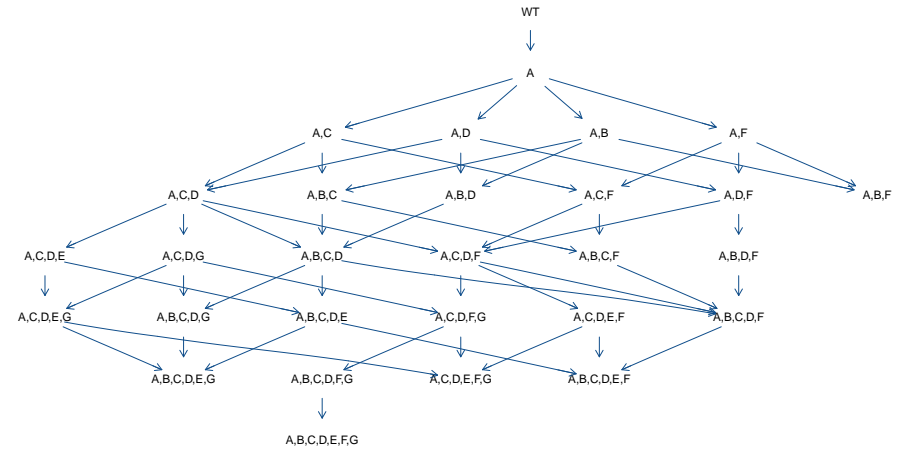 WT
A
A,C A,D A,B A,F
A,C,D A,B,C A,B,D A,C,F A,D,F A,B,F
A,C,D,E A,C,D,G A,B,C,D A,C,D,F A,B,C,F A,B,D,F
A,C,D,E,G A,B,C,D,G A,B,C,D,E A,C,D,F,G A,C,D,E,F A,B,C,D,F
A,B,C,D,E,G A,B,C,D,F,G A,C,D,E,F,G A,B,C,D,E,F
A,B,C,D,E,F,G